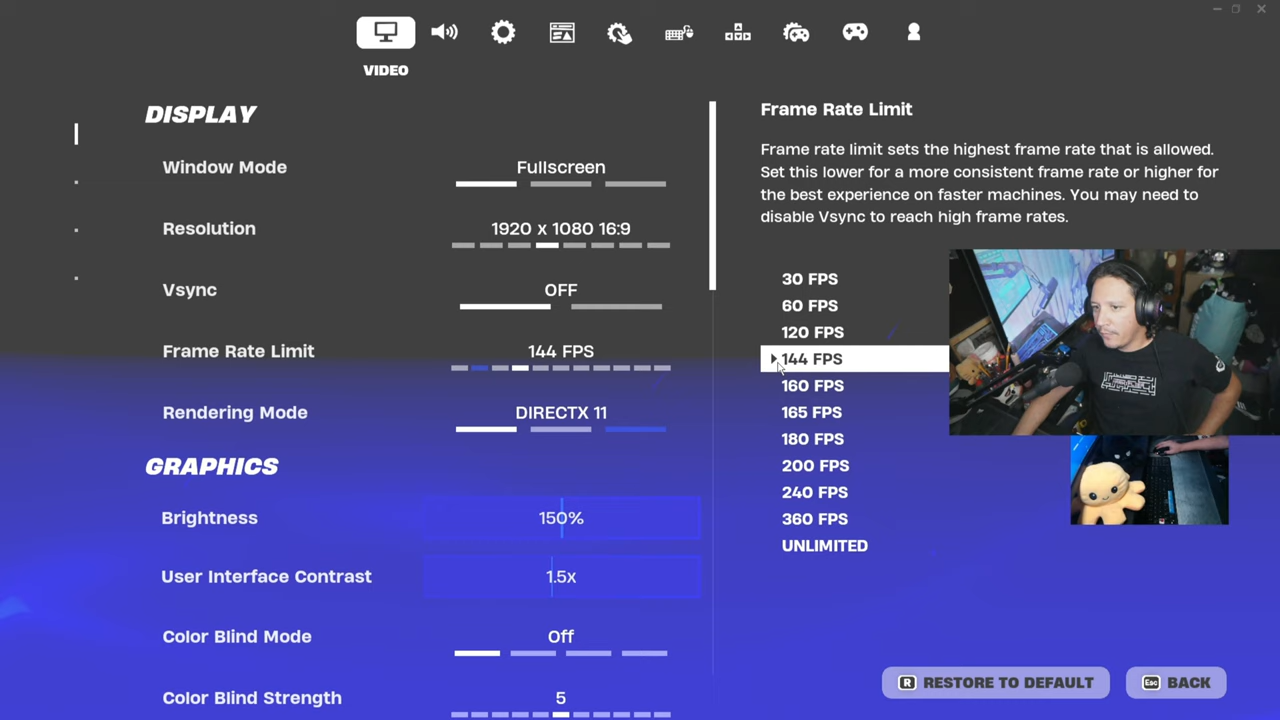 VIDEO
DISPLAY
Window Mode
Fullscreen
Resolution
1920 x 1080 16:9
Vsync
OFF
Frame Rate Limit
144 FPS
Rendering Mode
DIRECTX 11
GRAPHICS
Brightness
150%
User Interface Contrast
1.5x
Color Blind Mode
Off
Color Blind Strength
5
Frame Rate Limit
Frame rate limit sets the highest frame rate that is allowed.
Set this lower for a more consistent frame rate or higher for
the best experience on faster machines. You may need to
disable Vsync to reach high frame rates.
30 FPS
60 FPS
120 FPS
144 FPS
160 FPS
165 FPS
180 FPS
200 FPS
240 FPS
360 FPS
UNLIMITED
R RESTORE TO DEFAULT
Esc BACK